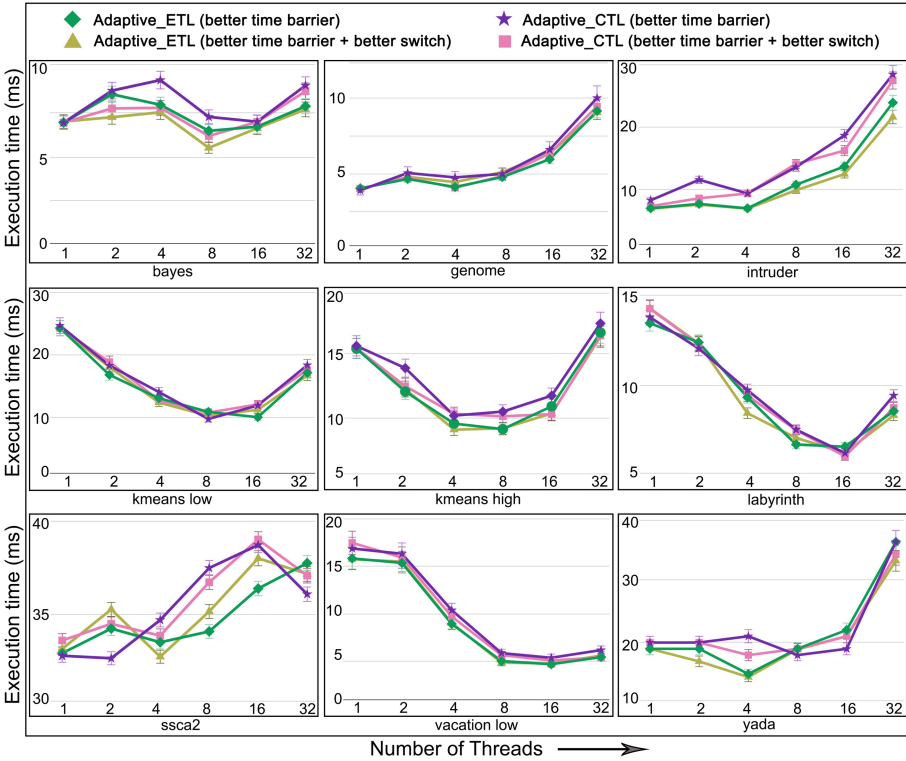 Adaptive_ETL (better time barrier)
Adaptive_CTL (better time barrier)
Adaptive_ETL (better time barrier + better switch)
Adaptive_CTL (better time barrier + better switch)
Execution time (ms)
10
5
0
1 2 4 8 16 32
bayes
10
5
0
1 2 4 8 16 32
genome
30
20
10
0
1 2 4 8 16 32
intruder
Execution time (ms)
30
20
10
0
1 2 4 8 16 32
kmeans low
20
15
10
5
1 2 4 8 16 32
kmeans high
15
10
5
1 2 4 8 16 32
labyrinth
Execution time (ms)
40
35
30
1 2 4 8 16 32
ssca2
20
15
10
5
0
1 2 4 8 16 32
vacation low
40
30
20
10
1 2 4 8 16 32
yada
Number of Threads